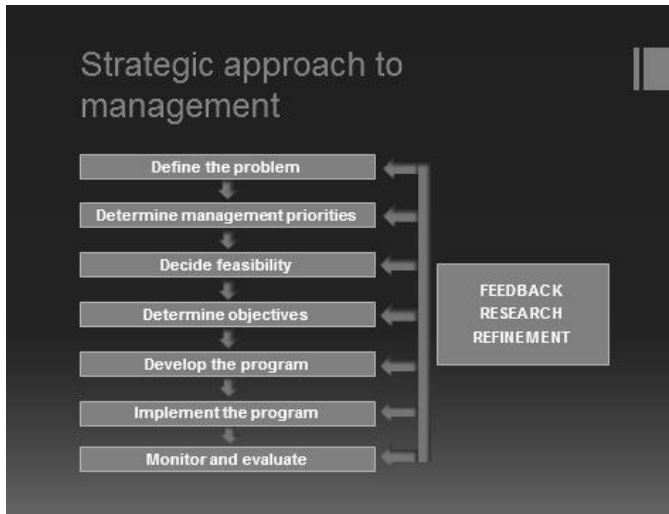 Strategic approach to
management
Define the problem
Determine management priorities
Decide feasibility
Determine objectives
Develop the program
Implement the program
Monitor and evaluate
FEEDBACK
RESEARCH
REFINEMENT